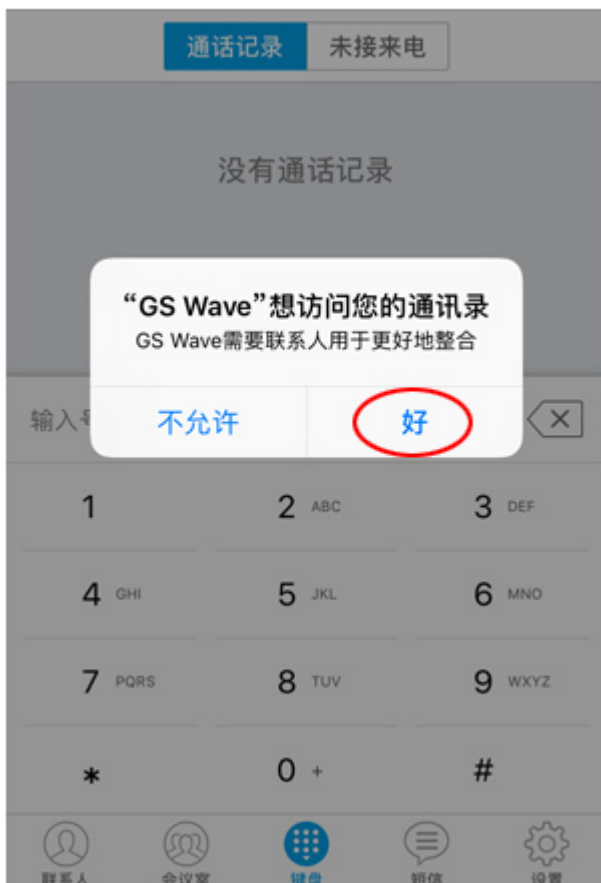 通话记录 未接来电
没有通话记录
“GS Wave”想访问您的通讯录
GS Wave需要联系人用于更好地整合
输入 不允许 好
1 2 ABC 3 DEF
4 GHI 5 JKL 6 MNO
7 PQRS 8 TUV 9 WXYZ
* 0 + #
联系人 会议室 键盘 短信 设置